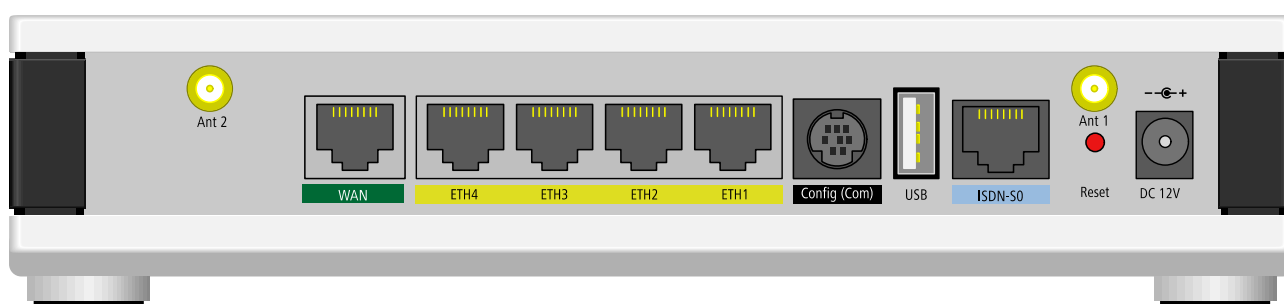 Ant 2
WAN
ETH4
ETH3
ETH2
ETH1
Config (Com)
USB
ISDN-S0
Ant 1
Reset
DC 12V